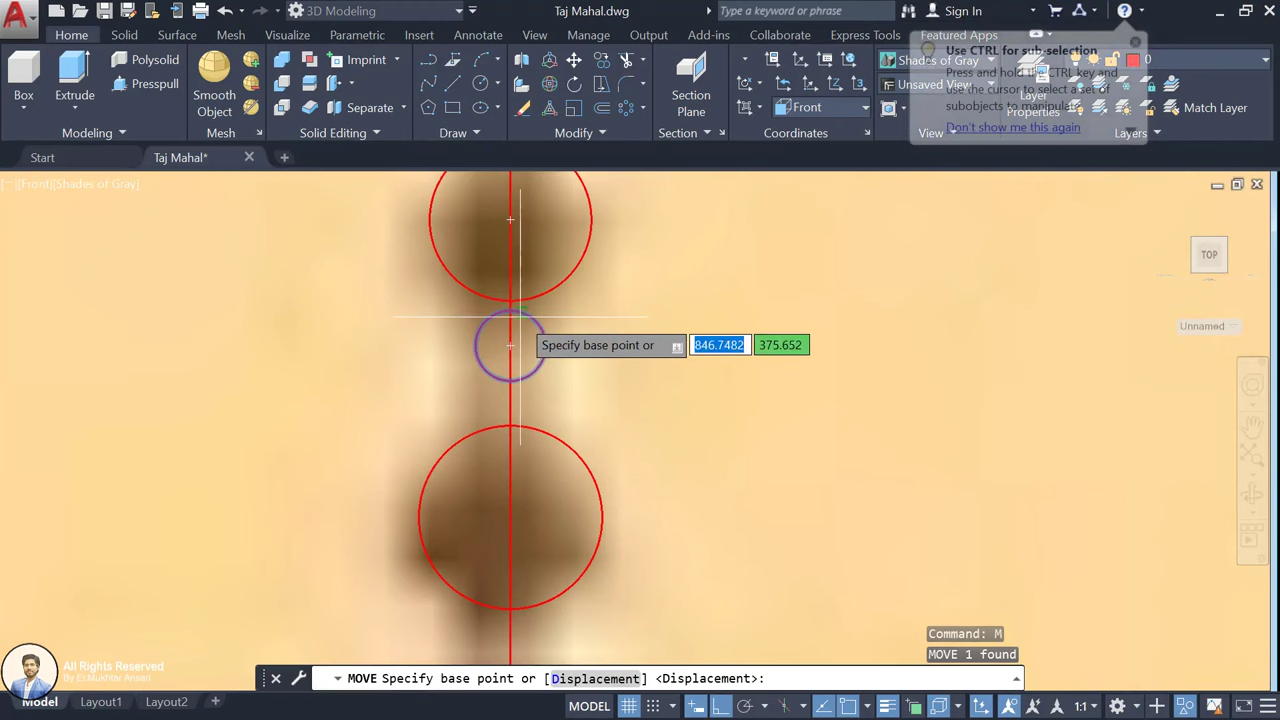 3D Modeling
Taj Mahal.dwg
Type a keyword or phrase
Sign In
Home Solid Surface Mesh Visualize Parametric Insert Annotate View Manage Output Collaborate Express Tools Featured Apps
Use CTRL for sub-selection
Press and hold the CTRL key and
use the cursor to select a set of
subobjects to manipulate.
Don't show me this again
Box
Extrude
Polysolid
Presspull
Smooth
Object
Imprint
Separate
Section
Plane
Front
Shades of Gray
Unsaved View
Layer
Properties
0
Match Layer
Modeling Mesh Solid Editing Draw Modify Section Coordinates View Layers
Start Taj Mahal*
[−][Front][Shades of Gray]
TOP
Unnamed
Specify base point or 846.7482 375.652
Command: M
MOVE 1 found
MOVE Specify base point or [Displacement] <Displacement>:
All Rights Reserved
By Er.Mukhtar Ansari
Model Layout1 Layout2
MODEL
1:1